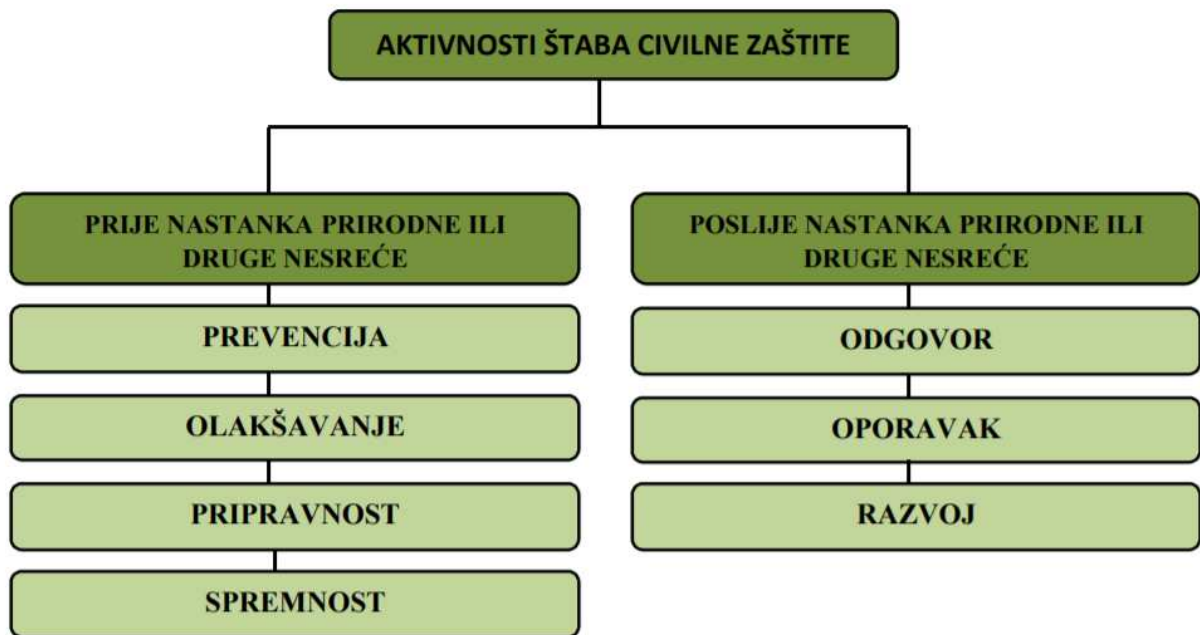 AKTIVNOSTI ŠTABA CIVILNE ZAŠTITE
PRIJE NASTANKA PRIRODNE ILI
DRUGE NESREĆE
PREVENCIJA
OLAKŠAVANJE
PRIPRAVNOST
SPREMNOST
POSLIJE NASTANKA PRIRODNE ILI
DRUGE NESREĆE
ODGOVOR
OPORAVAK
RAZVOJ